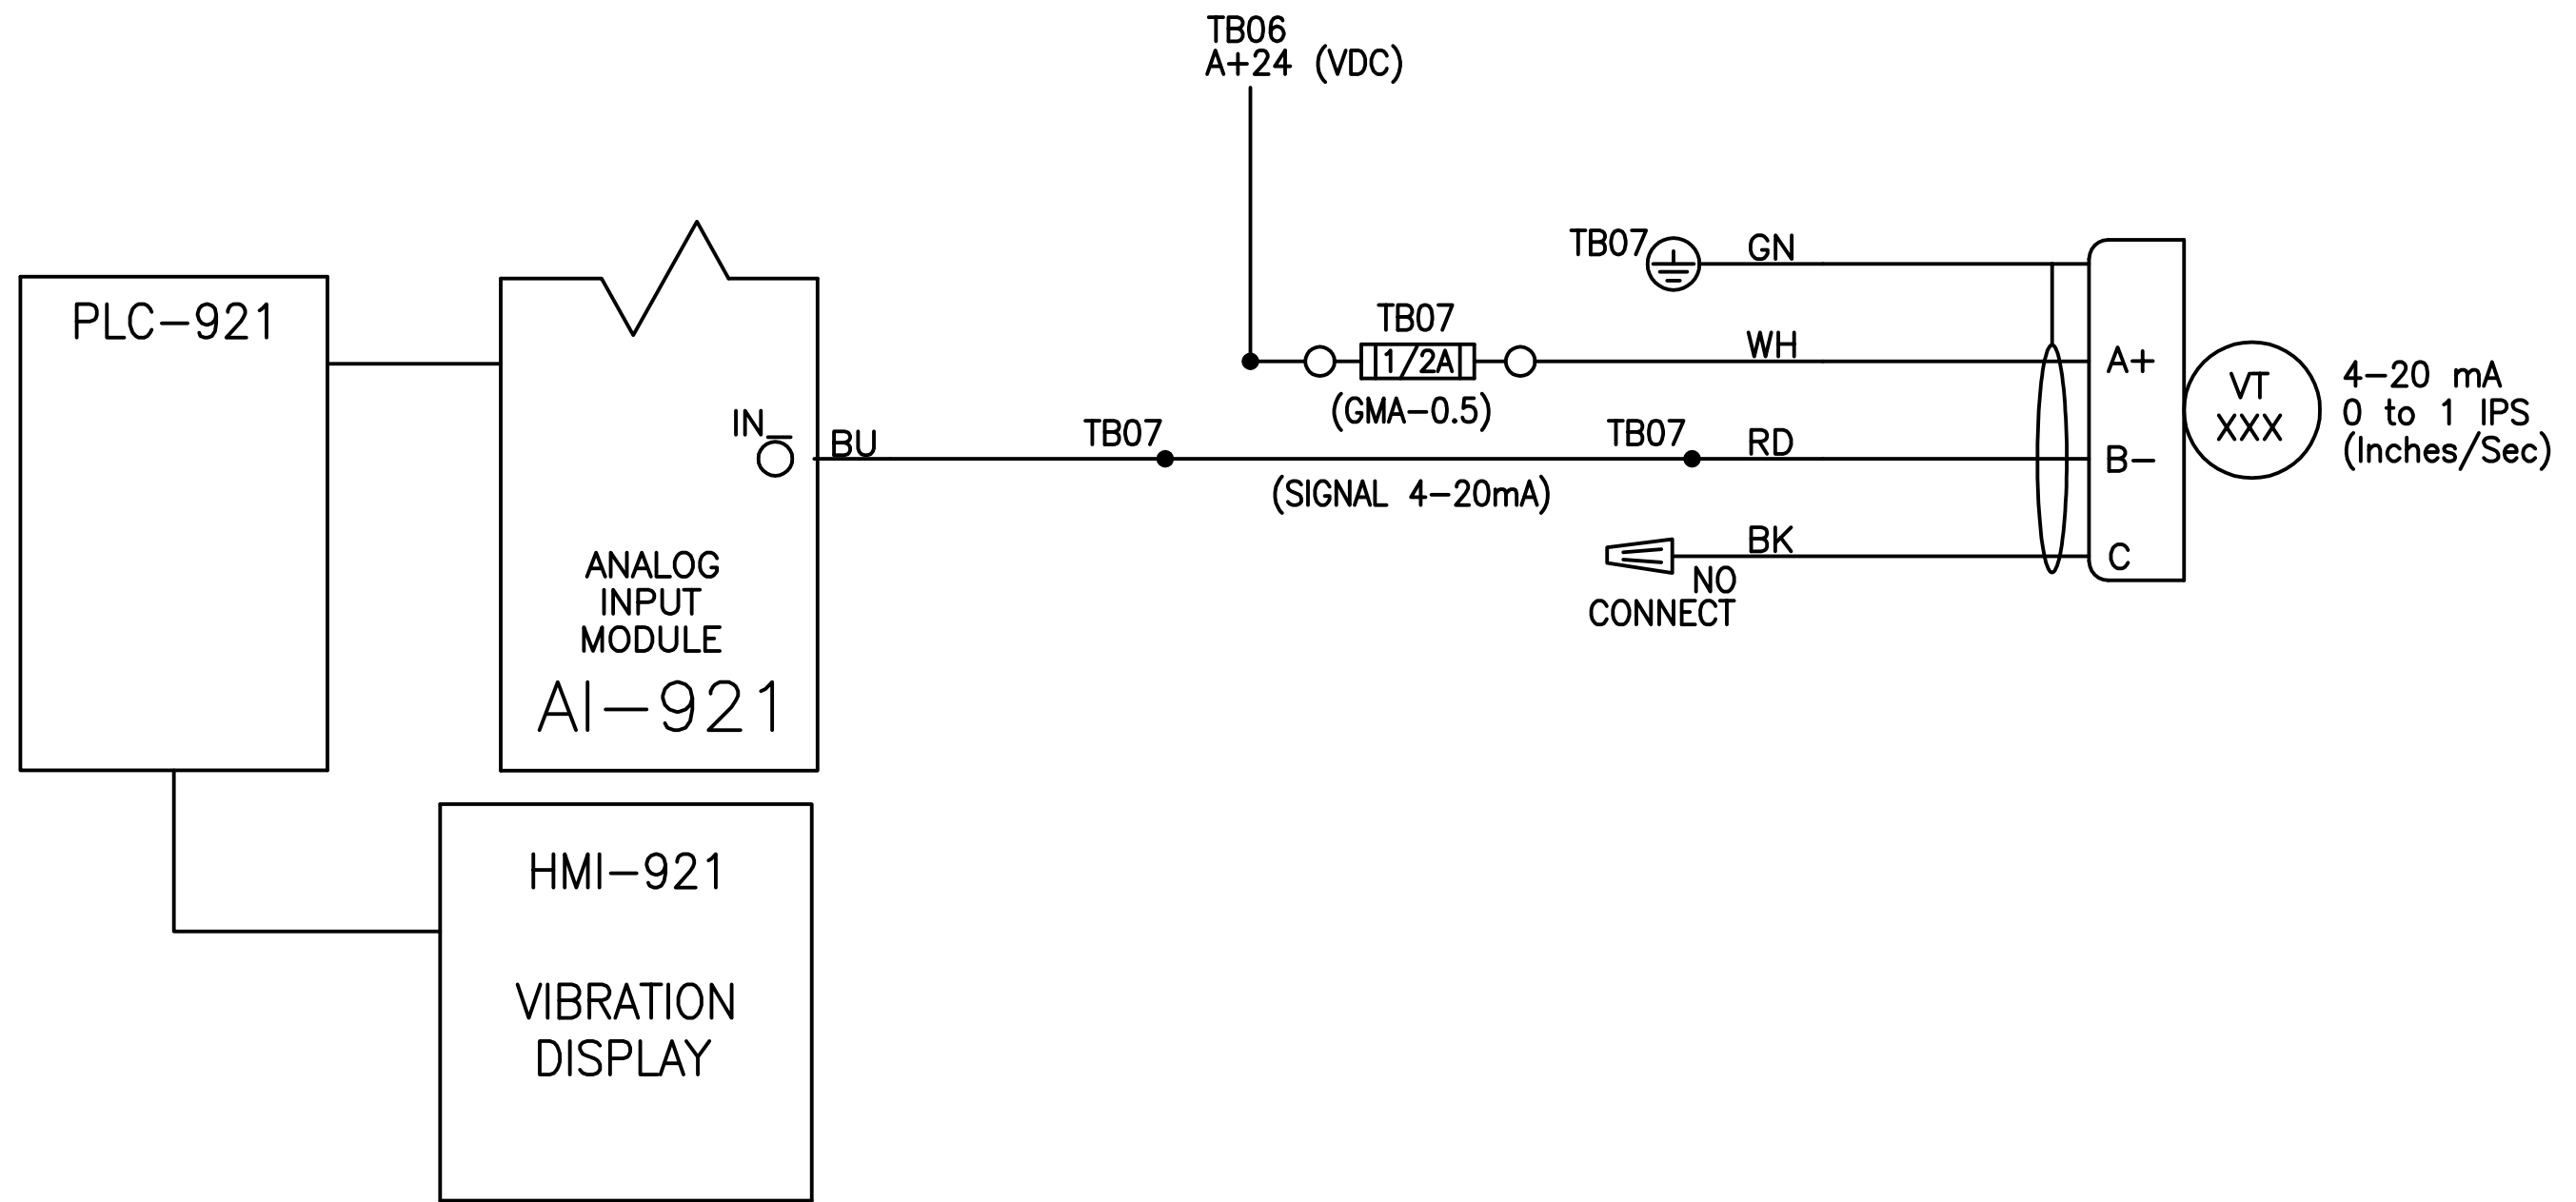 TB06
A+24 (VDC)
TB07
GN
PLC-921
TB07
WH
1/2A
A+
(GMA-0.5)
VT
XXX
4-20 mA
0 to 1 IPS
(Inches/Sec)
IN_
BU
TB07
TB07
RD
B-
(SIGNAL 4-20mA)
BK
C
NO
CONNECT
ANALOG
INPUT
MODULE
AI-921
HMI-921
VIBRATION
DISPLAY